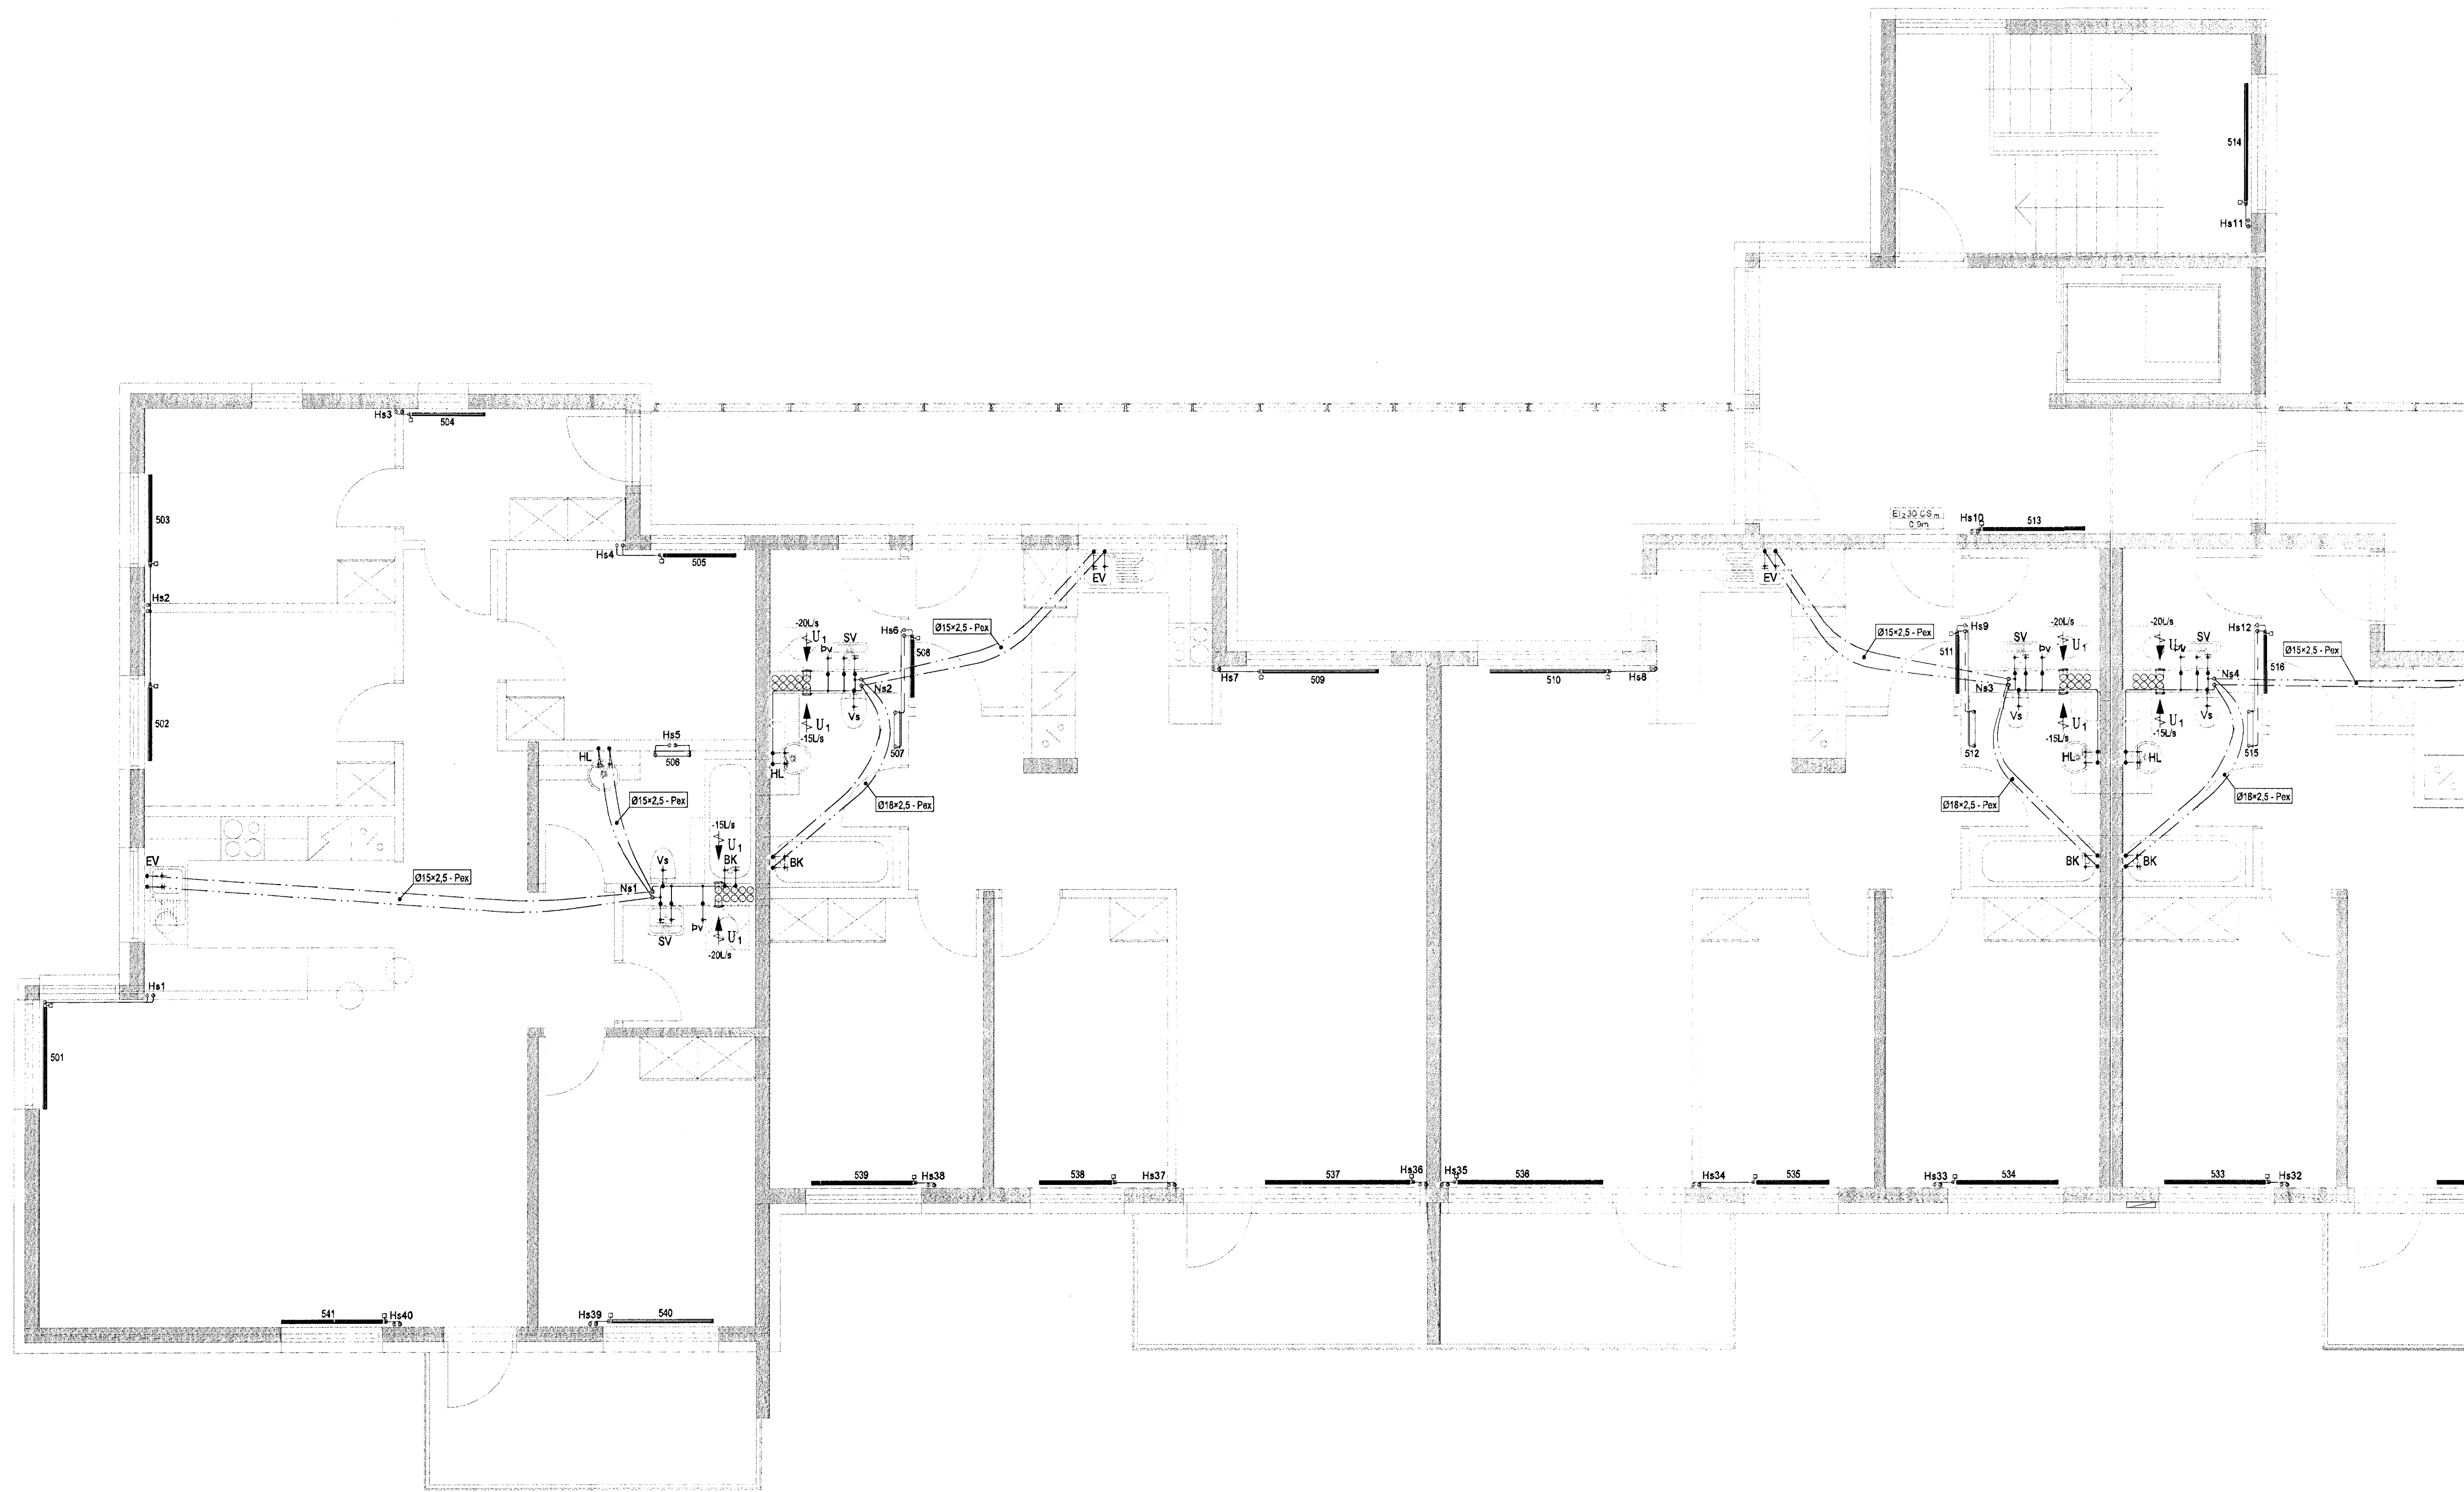 514
Hs11
Hs3
504
503
EI₂30-CSm
0.9m
Hs10
513
Hs4
505
EV
EV
Hs2
-20L/s
U₁
Þv
SV
Hs6
508
Ø15×2,5 - Pex
Ø15×2,5 - Pex
Hs9
511
SV
Þv
-20L/s
U₁
-20L/s
U₁
Þv
SV
Hs12
516
Ø15×2,5 - Pex
Hs7
509
510
Hs8
Ns2
Ns3
Ns4
502
Vs
Vs
Vs
U₁
-15L/s
507
U₁
-15L/s
512
U₁
-15L/s
515
Hs5
506
HL
HL
HL
HL
Ø15×2,5 - Pex
Ø18×2,5 - Pex
Ø18×2,5 - Pex
Ø18×2,5 - Pex
-15L/s
U₁
BK
Vs
BK
BK
BK
EV
Ø15×2,5 - Pex
Ns1
SV
Þv
U₁
-20L/s
Hs1
501
539
Hs38
538
Hs37
537
Hs36
Hs35
536
Hs34
535
Hs33
534
533
Hs32
541
Hs40
Hs39
540